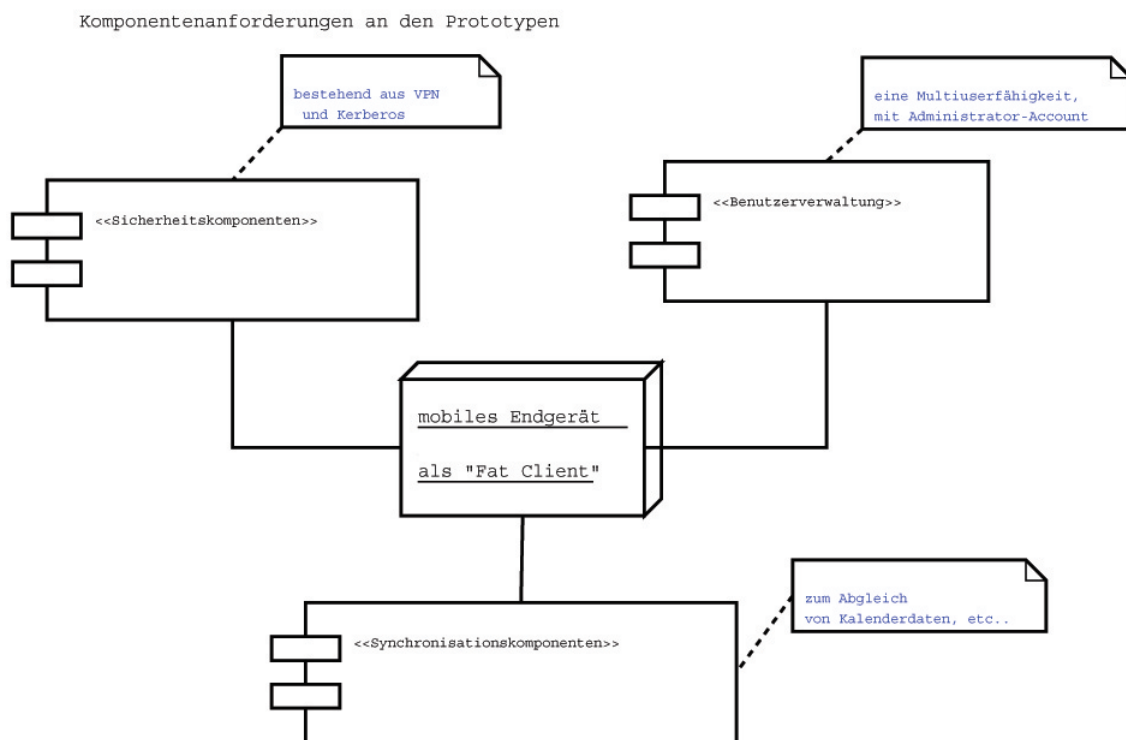 Komponentenanforderungen an den Prototypen
bestehend aus VPN
und Kerberos
eine Multiuserfähigkeit,
mit Administrator-Account
<<Sicherheitskomponenten>>
<<Benutzerverwaltung>>
mobiles Endgerät
als "Fat Client"
zum Abgleich
von Kalenderdaten, etc..
<<Synchronisationskomponenten>>